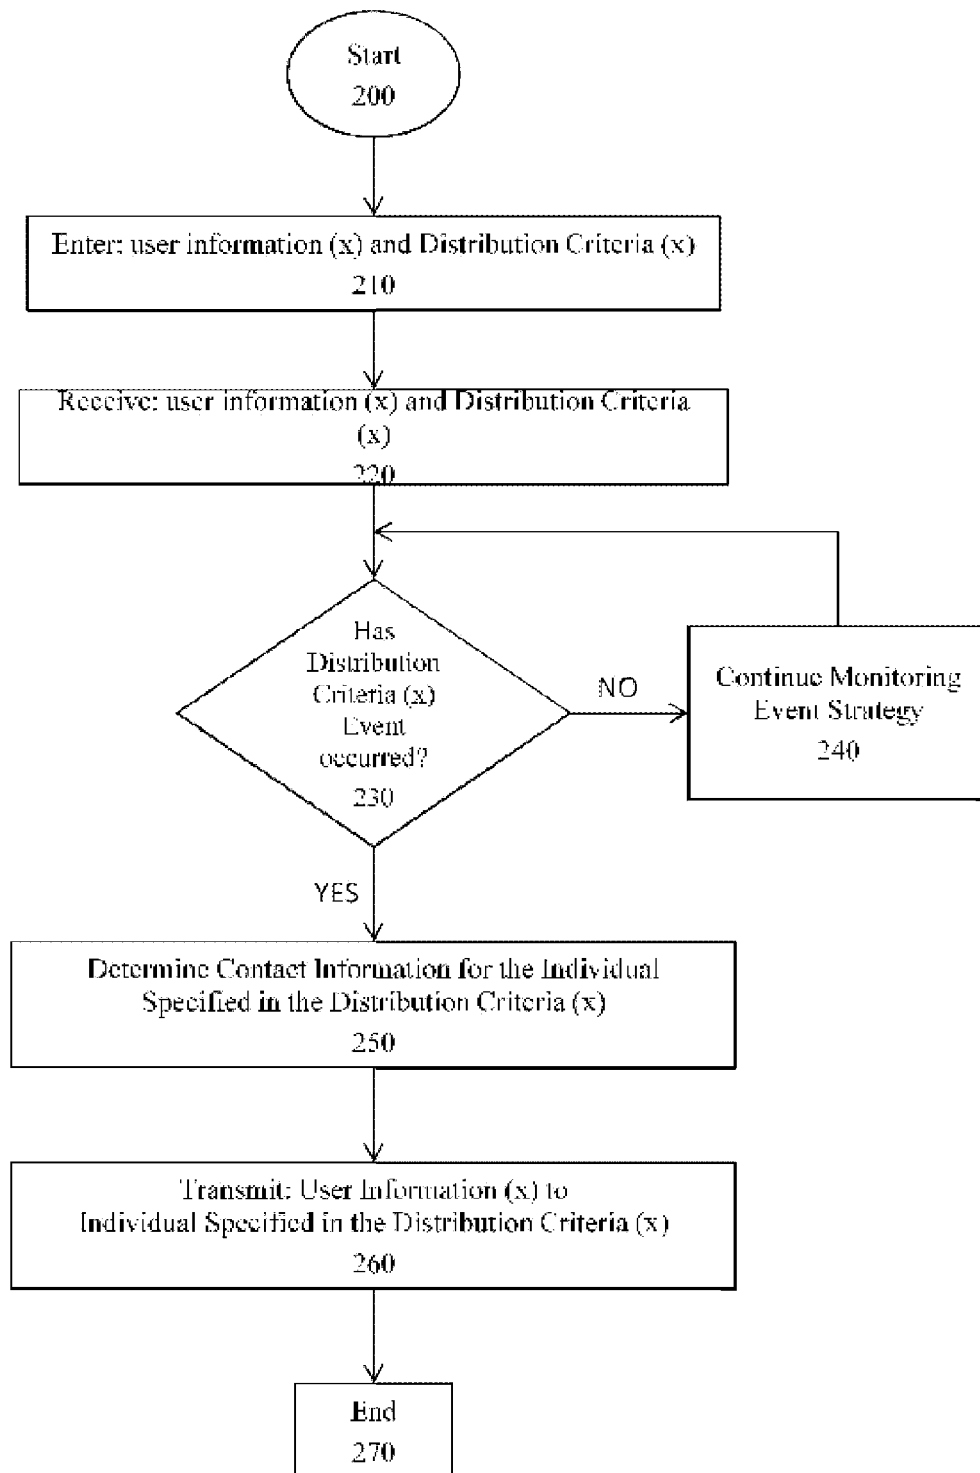 Start
200
Enter: user information (x) and Distribution Criteria (x)
210
Receive: user information (x) and Distribution Criteria
(x)
220
Has
Distribution
Criteria (x)
Event
occurred?
230
NO
Continue Monitoring
Event Strategy
240
YES
Determine Contact Information for the Individual
Specified in the Distribution Criteria (x)
250
Transmit: User Information (x) to
Individual Specified in the Distribution Criteria (x)
260
End
270